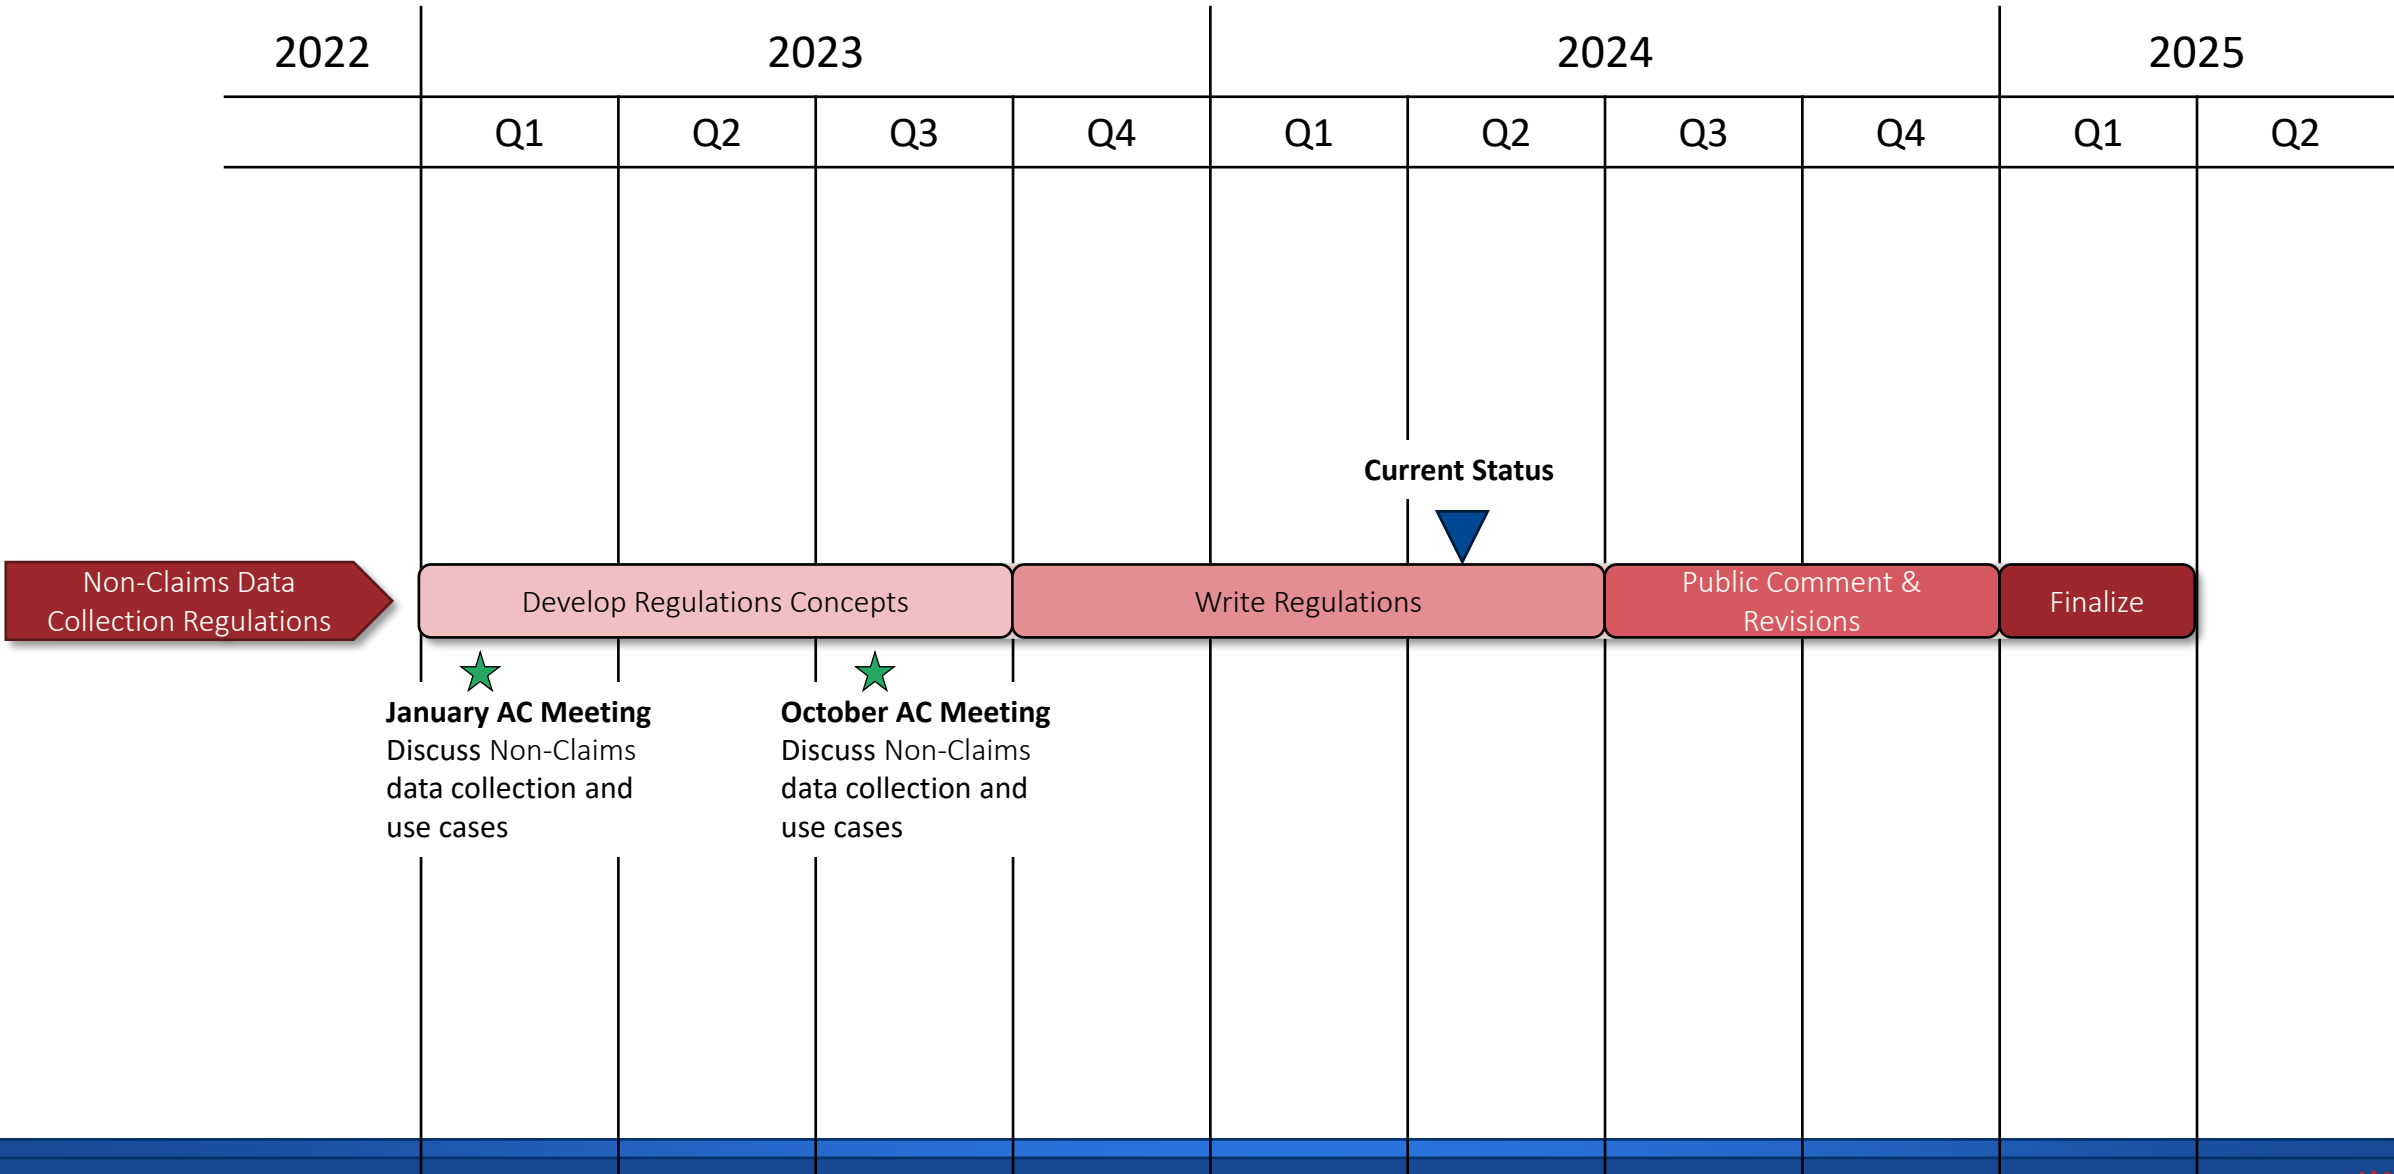 2022 2023 2024 2025
Q1 Q2 Q3 Q4 Q1 Q2 Q3 Q4 Q1 Q2
Current Status
Non-Claims Data
Collection Regulations
Develop Regulations Concepts
Write Regulations
Public Comment &
Revisions
Finalize
January AC Meeting
Discuss Non-Claims
data collection and
use cases
October AC Meeting
Discuss Non-Claims
data collection and
use cases